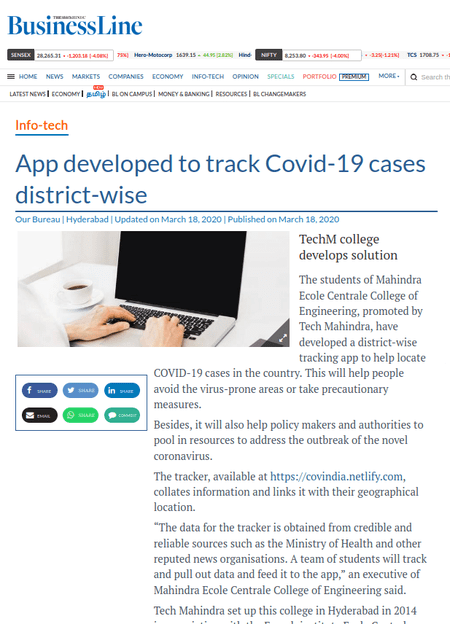 THE HINDU
BusinessLine
SENSEX 28,265.31 -1,203.18 (-4.08%) 75%) Hero-Motocorp 1639.15 44.95 (2.82%) Hind- NIFTY 8,253.80 -343.95 (-4.00%) -3.25(-1.21%) TCS 1708.75
HOME NEWS MARKETS COMPANIES ECONOMY INFO-TECH OPINION SPECIALS PORTFOLIO PREMIUM MORE Search
LATEST NEWS | ECONOMY | தமிழ் | BL ON CAMPUS | MONEY & BANKING | RESOURCES | BL CHANGEMAKERS
Info-tech
App developed to track Covid-19 cases
district-wise
Our Bureau | Hyderabad | Updated on March 18, 2020 | Published on March 18, 2020
TechM college
develops solution
The students of Mahindra
Ecole Centrale College of
Engineering, promoted by
Tech Mahindra, have
developed a district-wise
tracking app to help locate
COVID-19 cases in the country. This will help people
avoid the virus-prone areas or take precautionary
measures.
SHARE SHARE SHARE
EMAIL SHARE COMMENT
Besides, it will also help policy makers and authorities to
pool in resources to address the outbreak of the novel
coronavirus.
The tracker, available at https://covindia.netlify.com,
collates information and links it with their geographical
location.
“The data for the tracker is obtained from credible and
reliable sources such as the Ministry of Health and other
reputed news organisations. A team of students will track
and pull out data and feed it to the app,” an executive of
Mahindra Ecole Centrale College of Engineering said.
Tech Mahindra set up this college in Hyderabad in 2014